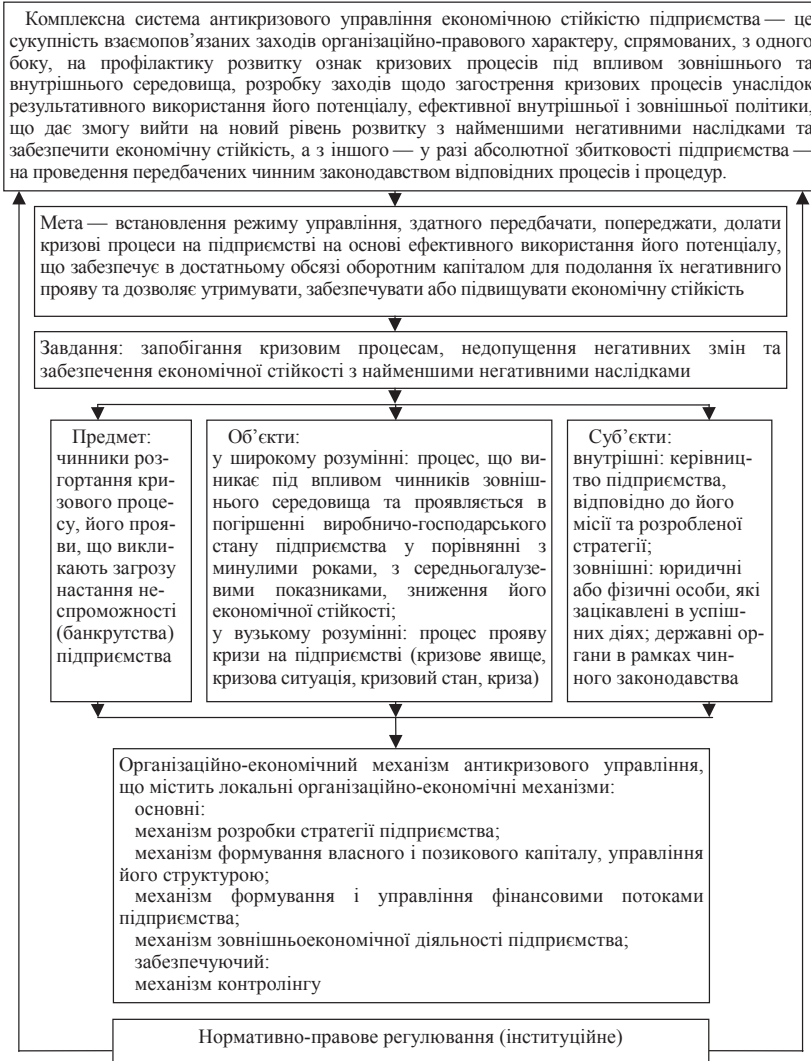 Комплексна система антикризового управління економічною стійкістю підприємства — це
сукупність взаємопов’язаних заходів організаційно-правового характеру, спрямованих, з одного
боку, на профілактику розвитку ознак кризових процесів під впливом зовнішнього та
внутрішнього середовища, розробку заходів щодо загострення кризових процесів унаслідок
результативного використання його потенціалу, ефективної внутрішньої і зовнішньої політики,
що дає змогу вийти на новий рівень розвитку з найменшими негативними наслідками та
забезпечити економічну стійкість, а з іншого — у разі абсолютної збитковості підприємства —
на проведення передбачених чинним законодавством відповідних процесів і процедур.
Мета — встановлення режиму управління, здатного передбачати, попереджати, долати
кризові процеси на підприємстві на основі ефективного використання його потенціалу,
що забезпечує в достатньому обсязі оборотним капіталом для подолання їх негативниго
прояву та дозволяє утримувати, забезпечувати або підвищувати економічну стійкість
Завдання: запобігання кризовим процесам, недопущення негативних змін та
забезпечення економічної стійкості з найменшими негативними наслідками
Предмет:
чинники роз-
гортання кри-
зового проце-
су, його проя-
ви, що викли-
кають загрозу
настання не-
спроможності
(банкрутства)
підприємства
Об’єкти:
у широкому розумінні: процес, що ви-
никає під впливом чинників зовніш-
нього середовища та проявляється в
погіршенні виробничо-господарського
стану підприємства у порівнянні з
минулими роками, з середньогалузе-
вими показниками, зниження його
економічної стійкості;
у вузькому розумінні: процес прояву
кризи на підприємстві (кризове явище,
кризова ситуація, кризовий стан, криза)
Суб’єкти:
внутрішні: керівниц-
тво підприємства,
відповідно до його
місії та розробленої
стратегії;
зовнішні: юридичні
або фізичні особи, які
зацікавлені в успіш-
них діях; державні ор-
гани в рамках чин-
ного законодавства
Організаційно-економічний механізм антикризового управління,
що містить локальні організаційно-економічні механізми:
основні:
механізм розробки стратегії підприємства;
механізм формування власного і позикового капіталу, управління
його структурою;
механізм формування і управління фінансовими потоками
підприємства;
механізм зовнішньоекономічної діяльності підприємства;
забезпечуючий:
механізм контролінгу
Нормативно-правове регулювання (інституційне)